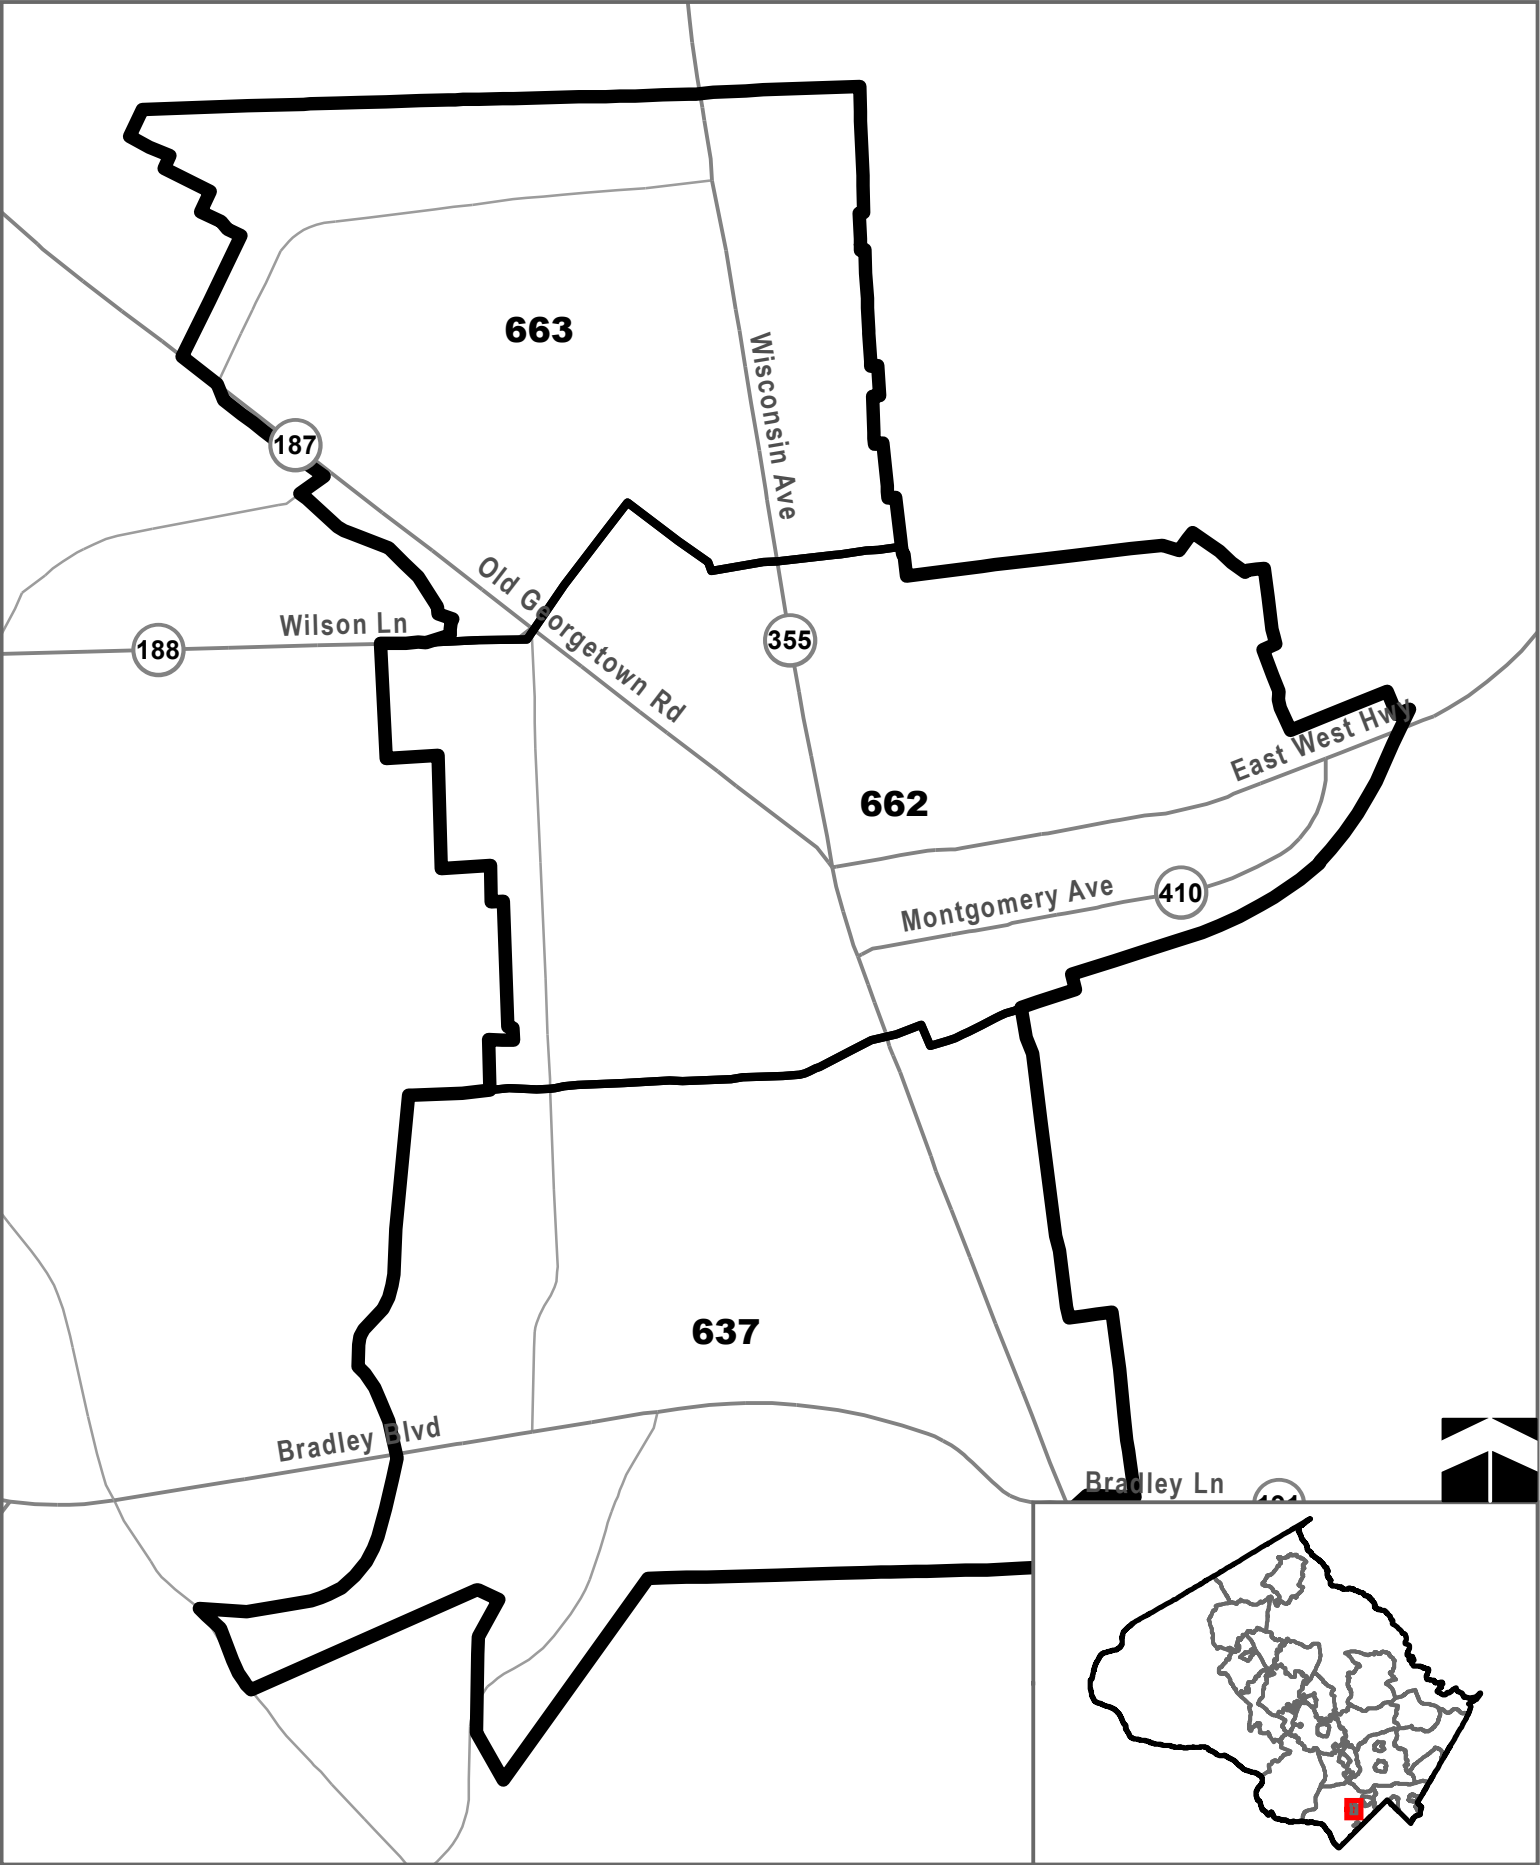 663
Wisconsin Ave
187
Old Georgetown Rd
Wilson Ln
188
355
East West Hwy
662
Montgomery Ave
410
637
Bradley Blvd
Bradley Ln